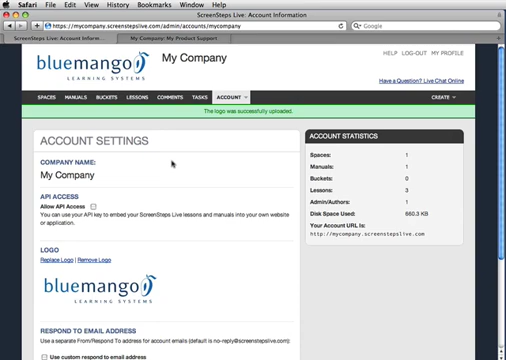 Safari File Edit View History Bookmarks Window Help
ScreenSteps Live: Account Information
https://mycompany.screenstepslive.com/admin/accounts/mycompany
Google
ScreenSteps Live: Account Inform...
My Company: My Product Support
bluemango
LEARNING SYSTEMS
My Company
HELP LOG-OUT MY PROFILE
Have a Question? Live Chat Online
SPACES MANUALS BUCKETS LESSONS COMMENTS TASKS ACCOUNT CREATE
The logo was successfully uploaded.
ACCOUNT SETTINGS
COMPANY NAME:
My Company
API ACCESS
Allow API Access
You can use your API key to embed your ScreenSteps Live lessons and manuals into your own website
or application.
LOGO
Replace Logo | Remove Logo
bluemango
LEARNING SYSTEMS
RESPOND TO EMAIL ADDRESS
Use a separate From/Respond To address for account emails (default is no-reply@screenstepslive.com):
Use custom respond to email address
ACCOUNT STATISTICS
Spaces: 1
Manuals: 1
Buckets: 0
Lessons: 3
Admin/Authors: 1
Disk Space Used: 660.3 KB
Your Account URL is:
http://mycompany.screenstepslive.com